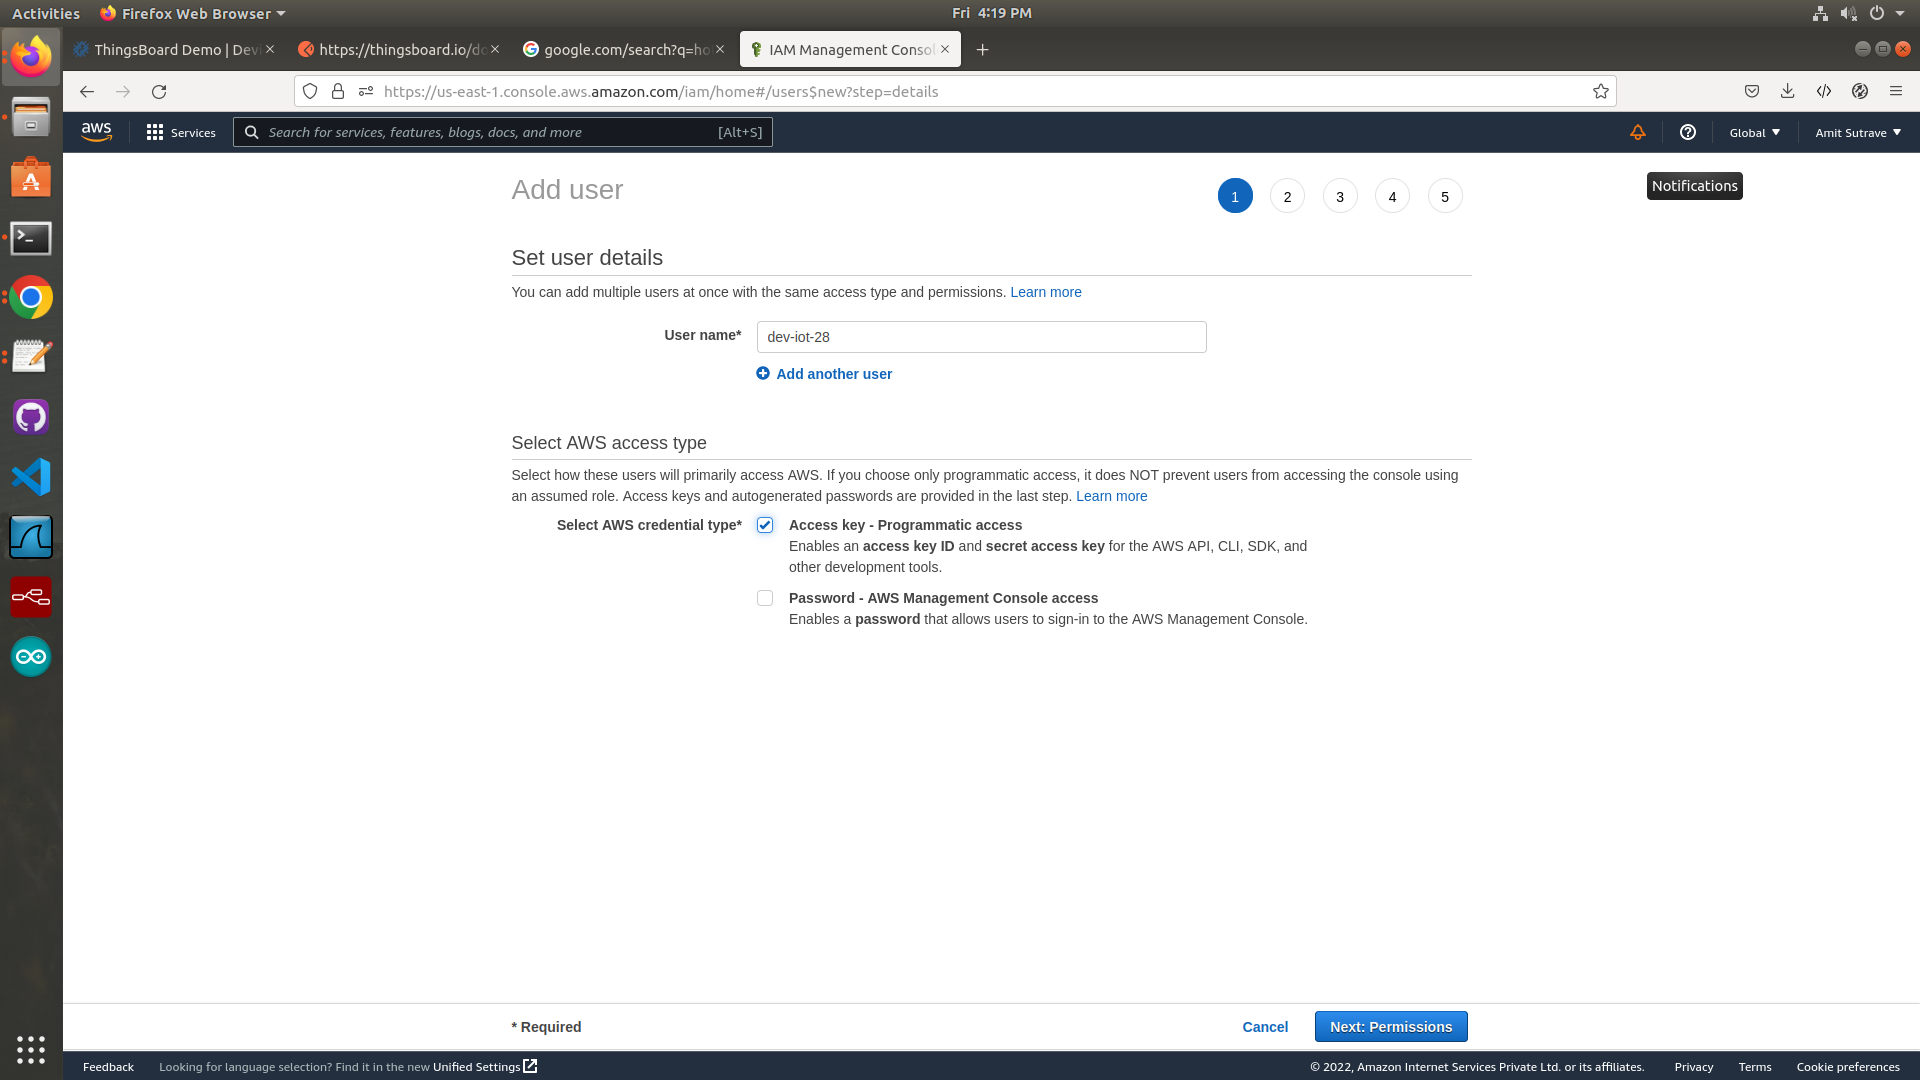 Activities
Firefox Web Browser
Fri 4:19 PM
ThingsBoard Demo | Devi
https://thingsboard.io/do
google.com/search?q=ho
IAM Management Consol
https://us-east-1.console.aws.amazon.com/iam/home#/users$new?step=details
aws
Services
Search for services, features, blogs, docs, and more
[Alt+S]
Global
Amit Sutrave
Notifications
Add user
1 2 3 4 5
Set user details
You can add multiple users at once with the same access type and permissions. Learn more
User name*
dev-iot-28
Add another user
Select AWS access type
Select how these users will primarily access AWS. If you choose only programmatic access, it does NOT prevent users from accessing the console using
an assumed role. Access keys and autogenerated passwords are provided in the last step. Learn more
Select AWS credential type*
Access key - Programmatic access
Enables an access key ID and secret access key for the AWS API, CLI, SDK, and
other development tools.
Password - AWS Management Console access
Enables a password that allows users to sign-in to the AWS Management Console.
* Required
Cancel
Next: Permissions
Feedback
Looking for language selection? Find it in the new Unified Settings
© 2022, Amazon Internet Services Private Ltd. or its affiliates.
Privacy
Terms
Cookie preferences